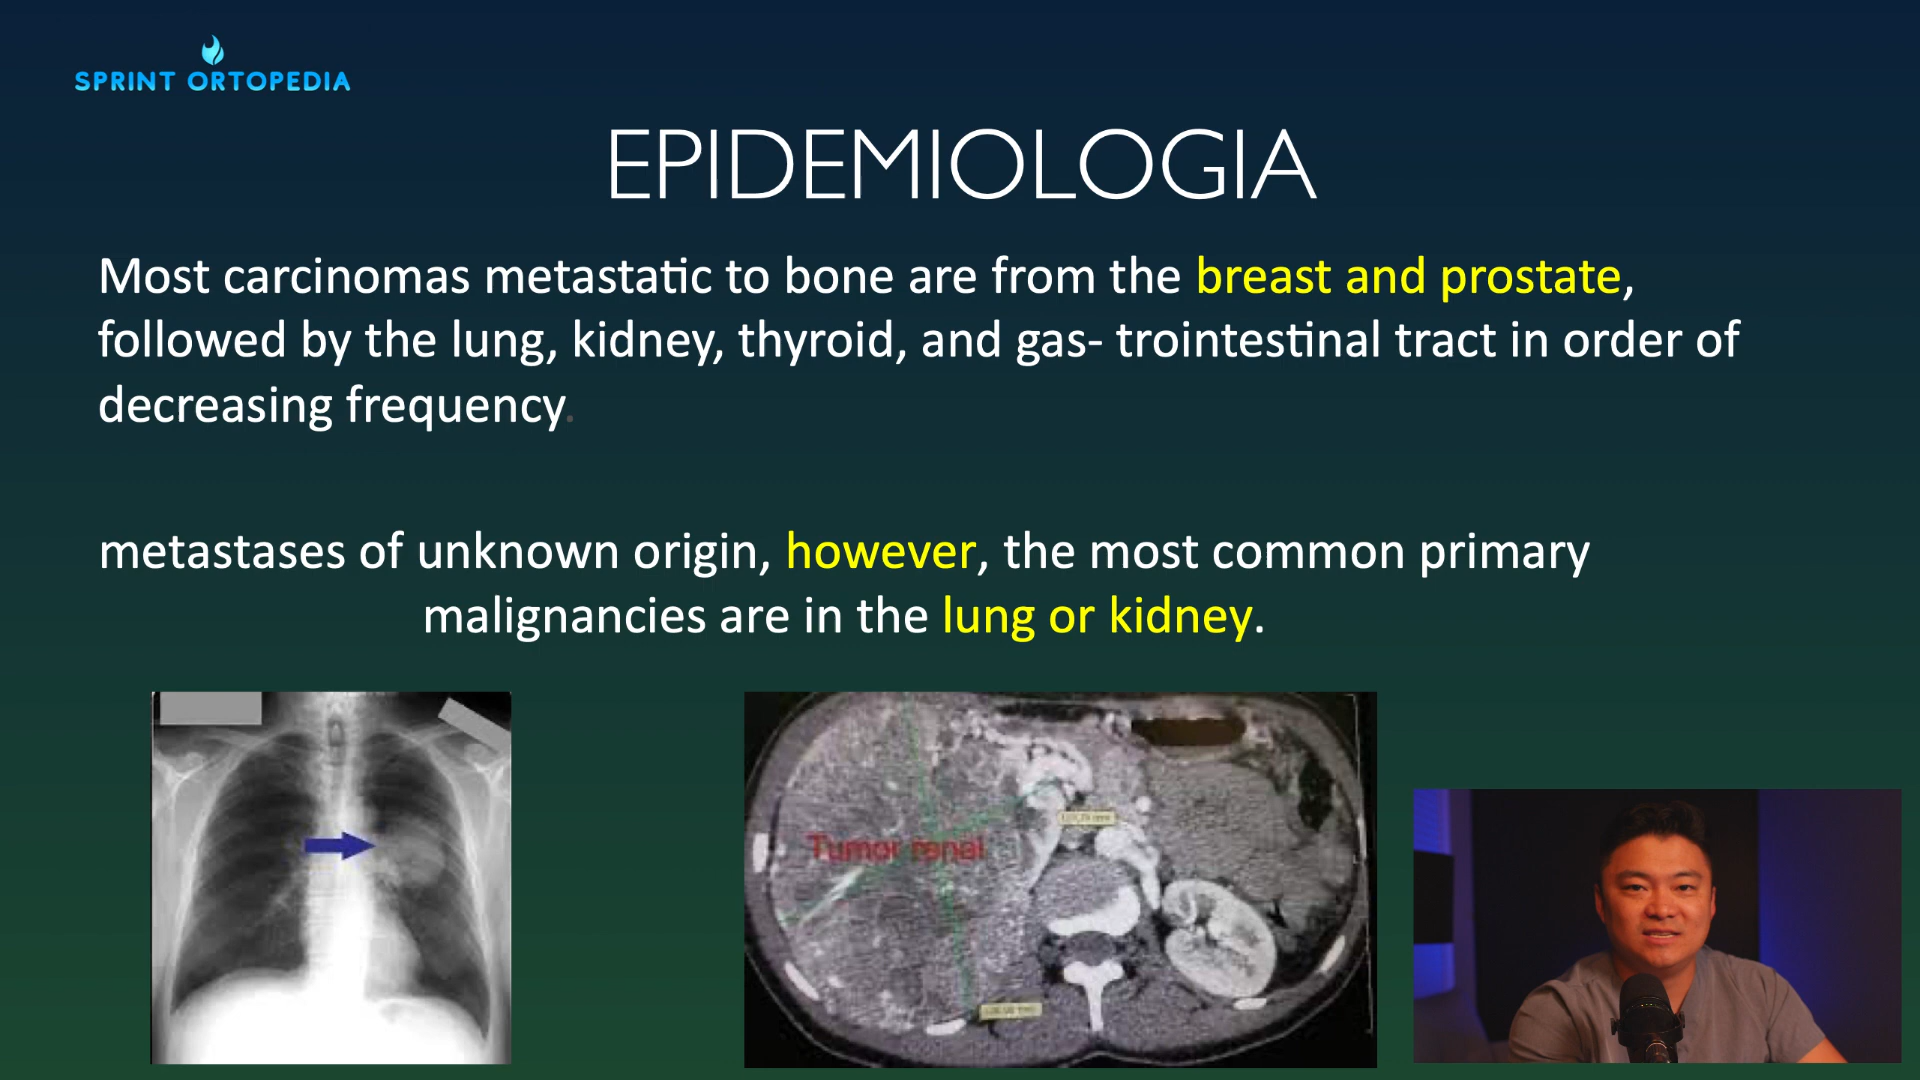 SPRINT ORTOPEDIA
EPIDEMIOLOGIA
Most carcinomas metastatic to bone are from the breast and prostate,
followed by the lung, kidney, thyroid, and gas- trointestinal tract in order of
decreasing frequency.
metastases of unknown origin, however, the most common primary
malignancies are in the lung or kidney.
Tumor renal